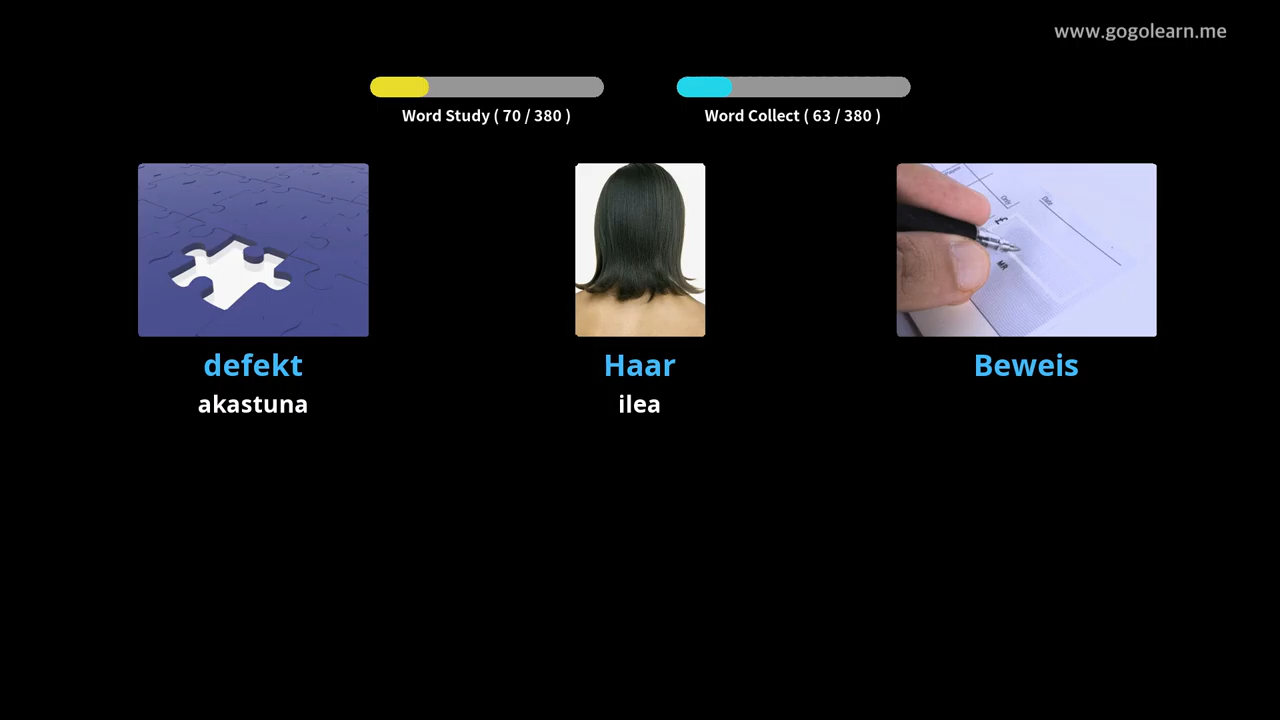 www.gogolearn.me
Word Study ( 70 / 380 )
Word Collect ( 63 / 380 )
defekt
akastuna
Haar
ilea
Beweis